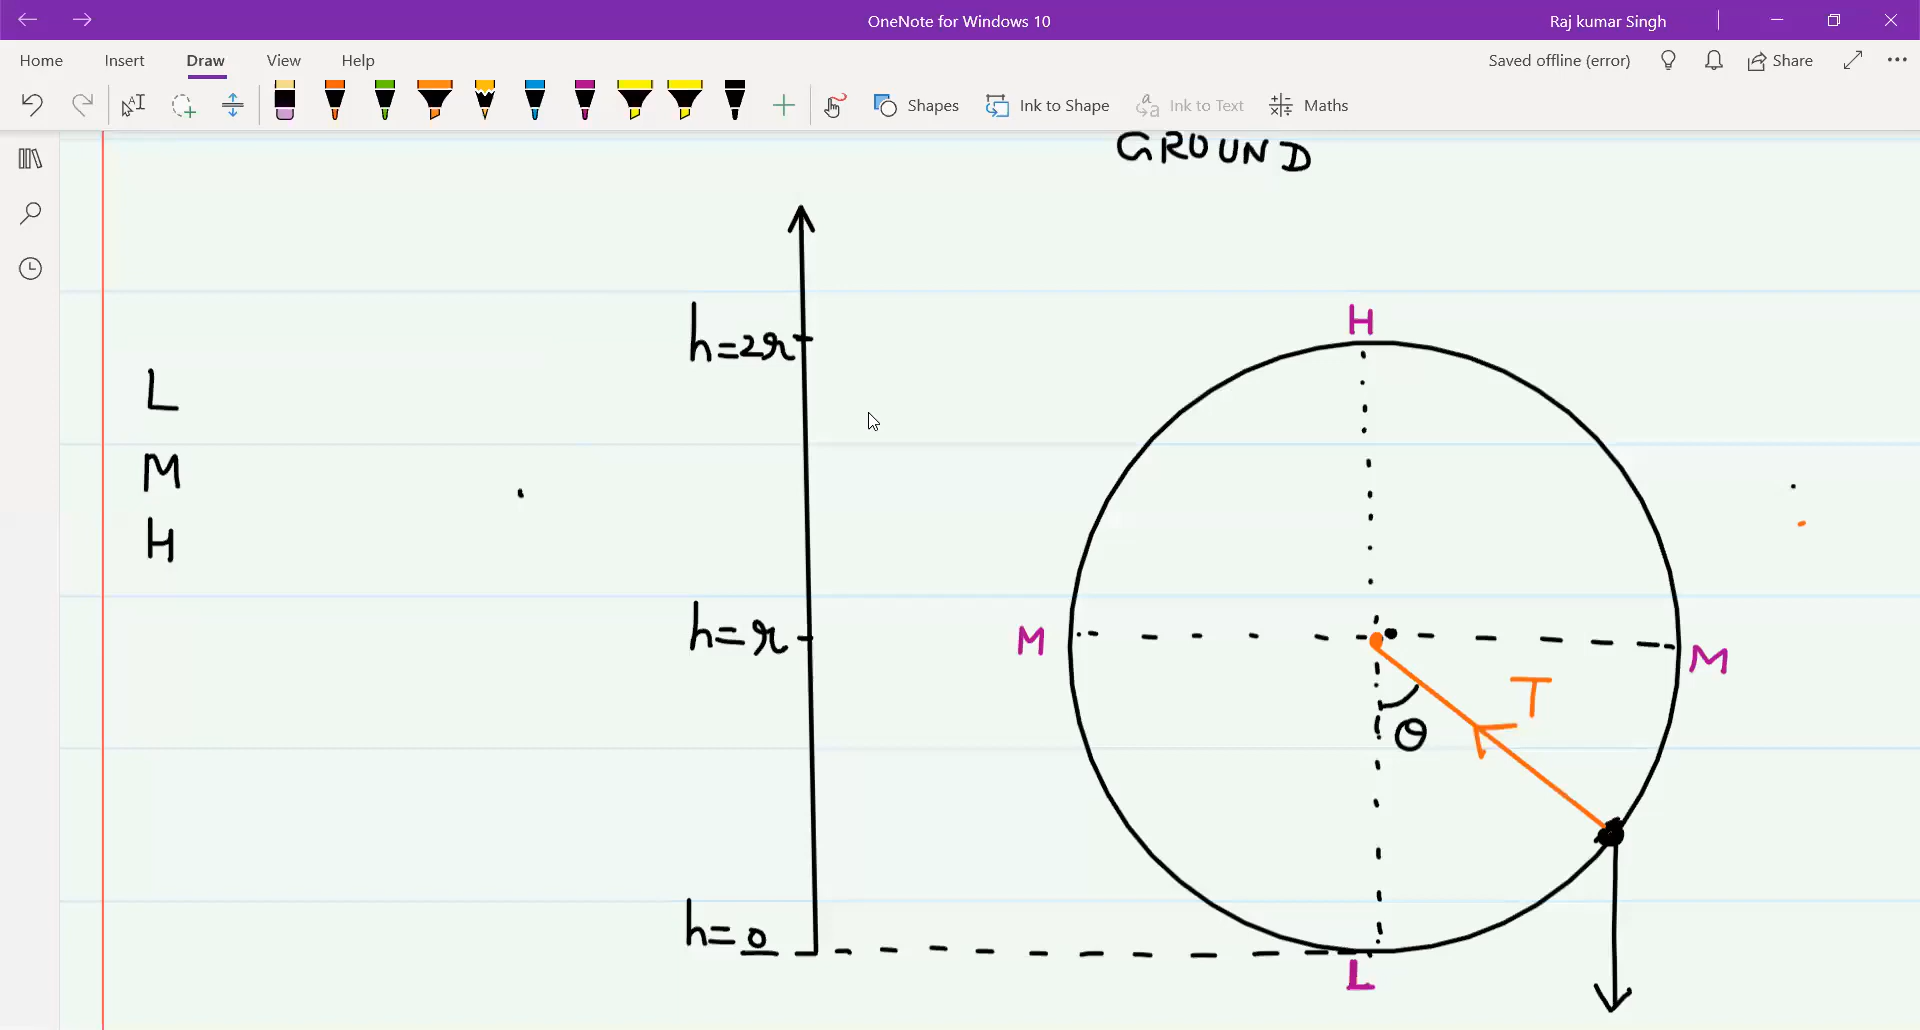 OneNote for Windows 10
Raj kumar Singh
Home Insert Draw View Help
Saved offline (error) Share
Shapes Ink to Shape Ink to Text Maths
GROUND
h=2r
H
L
M
H
h=r
M
M
T
θ
h=0
L